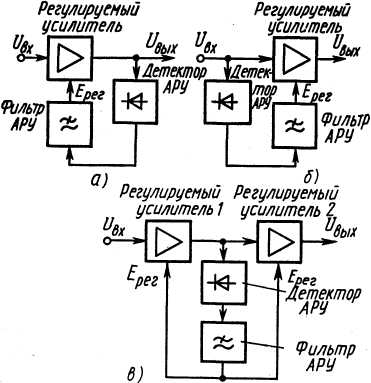 Регулируемый
усилитель
Uвх
Uвых
Детектор
АРУ
Eрег
Фильтр
АРУ
а)
Регулируемый
усилитель
Uвх
Uвых
Детек-
тор
АРУ
Eрег
Фильтр
АРУ
б)
Регулируемый
усилитель 1
Регулируемый
усилитель 2
Uвх
Uвых
Eрег
Eрег
Детектор
АРУ
Фильтр
АРУ
в)